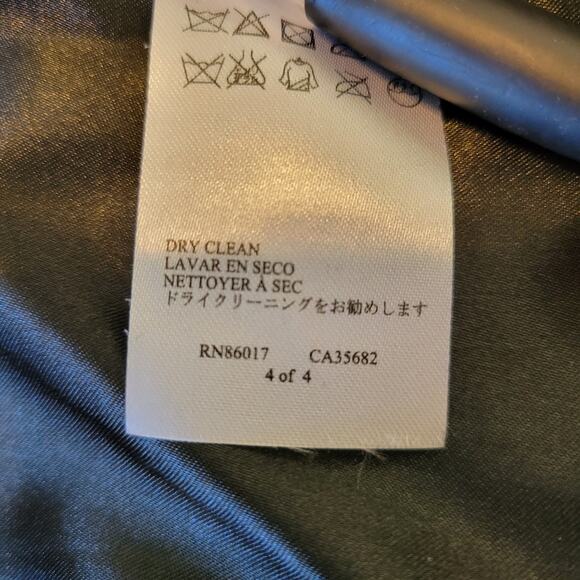 DRY CLEAN
LAVAR EN SECO
NETTOYER À SEC
ドライクリーニングをお勧めします
RN86017 CA35682
4 of 4